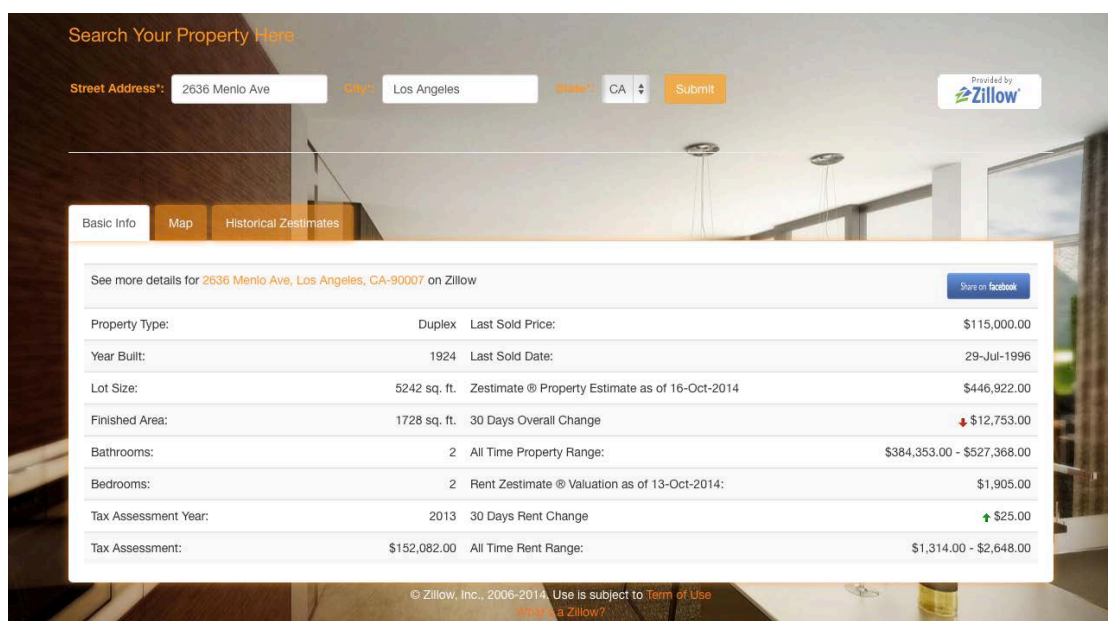 Search Your Property Here
Street Address*: 2636 Menlo Ave City*: Los Angeles State*: CA Submit
Provided by
Zillow
Basic Info Map Historical Zestimates
See more details for 2636 Menlo Ave, Los Angeles, CA-90007 on Zillow Share on facebook
Property Type: Duplex Last Sold Price: $115,000.00
Year Built: 1924 Last Sold Date: 29-Jul-1996
Lot Size: 5242 sq. ft. Zestimate ® Property Estimate as of 16-Oct-2014 $446,922.00
Finished Area: 1728 sq. ft. 30 Days Overall Change $12,753.00
Bathrooms: 2 All Time Property Range: $384,353.00 - $527,368.00
Bedrooms: 2 Rent Zestimate ® Valuation as of 13-Oct-2014: $1,905.00
Tax Assessment Year: 2013 30 Days Rent Change $25.00
Tax Assessment: $152,082.00 All Time Rent Range: $1,314.00 - $2,648.00
© Zillow, Inc., 2006-2014. Use is subject to Term of Use
What is a Zillow?